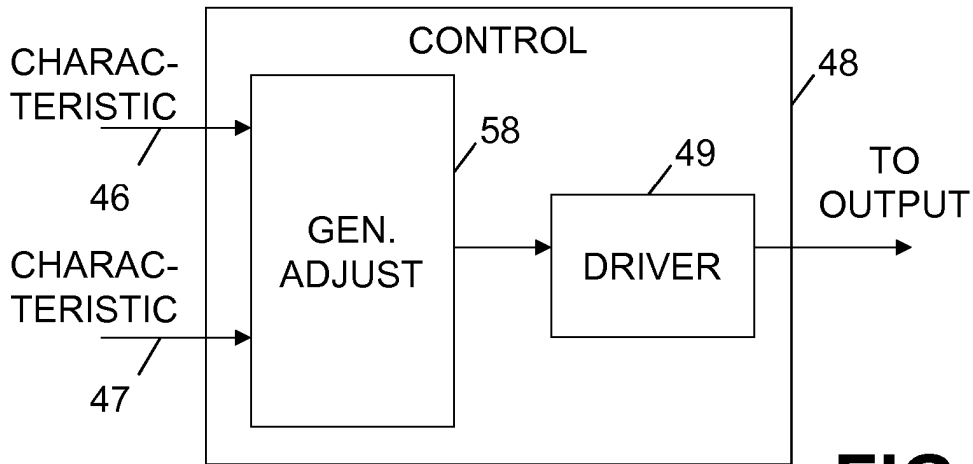 CONTROL
CHARAC-
TERISTIC
46
CHARAC-
TERISTIC
47
GEN.
ADJUST
58
49
DRIVER
48
TO
OUTPUT